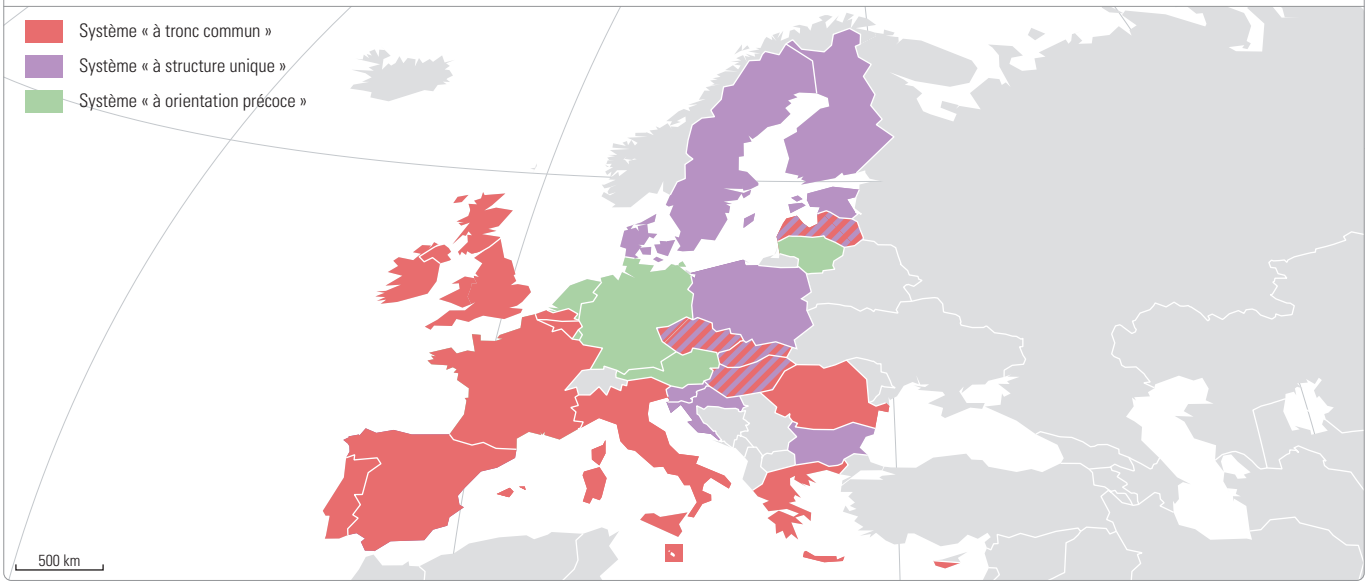 Système « à tronc commun »
Système « à structure unique »
Système « à orientation précoce »
500 km